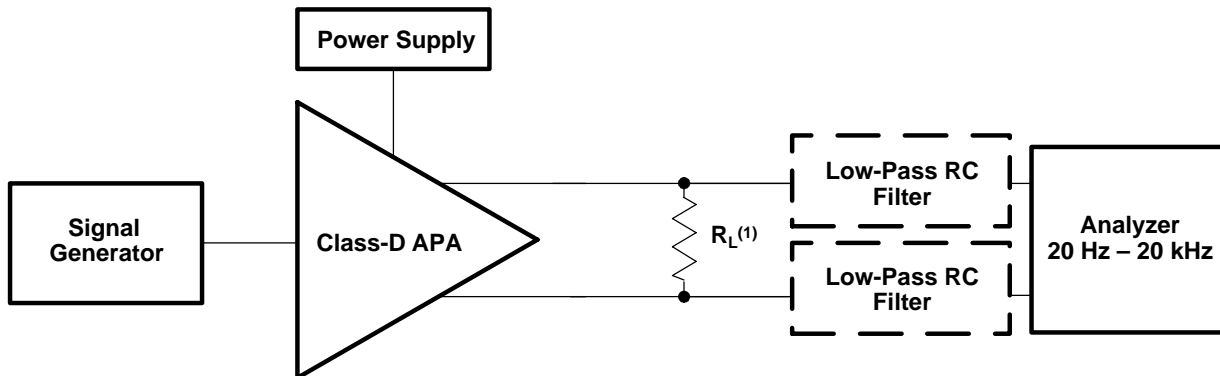 Power Supply
Signal
Generator
Class-D APA
R_L(1)
Low-Pass RC
Filter
Low-Pass RC
Filter
Analyzer
20 Hz – 20 kHz